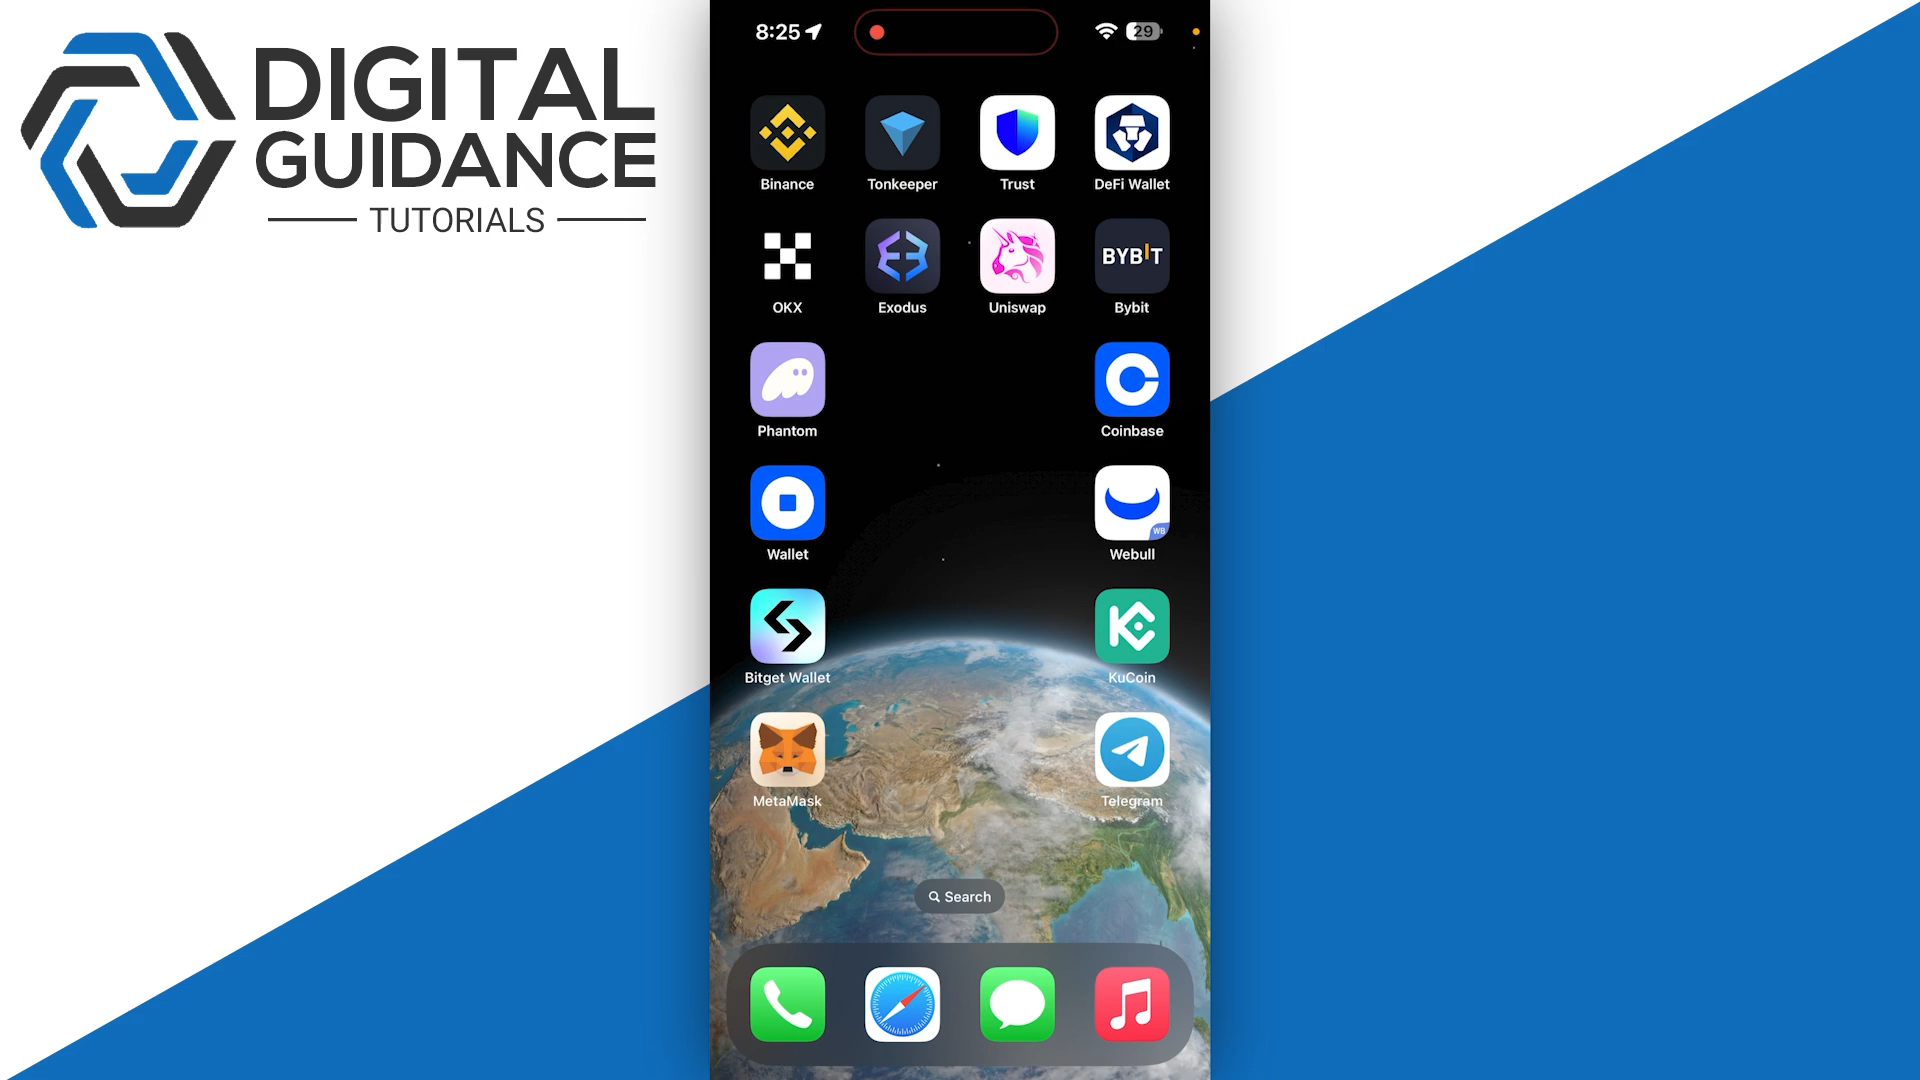 DIGITAL
GUIDANCE
TUTORIALS
8:25
29
Binance
Tonkeeper
Trust
DeFi Wallet
OKX
Exodus
Uniswap
BYBIT
Bybit
Phantom
Coinbase
Wallet
WB
Webull
Bitget Wallet
KuCoin
MetaMask
Telegram
Search